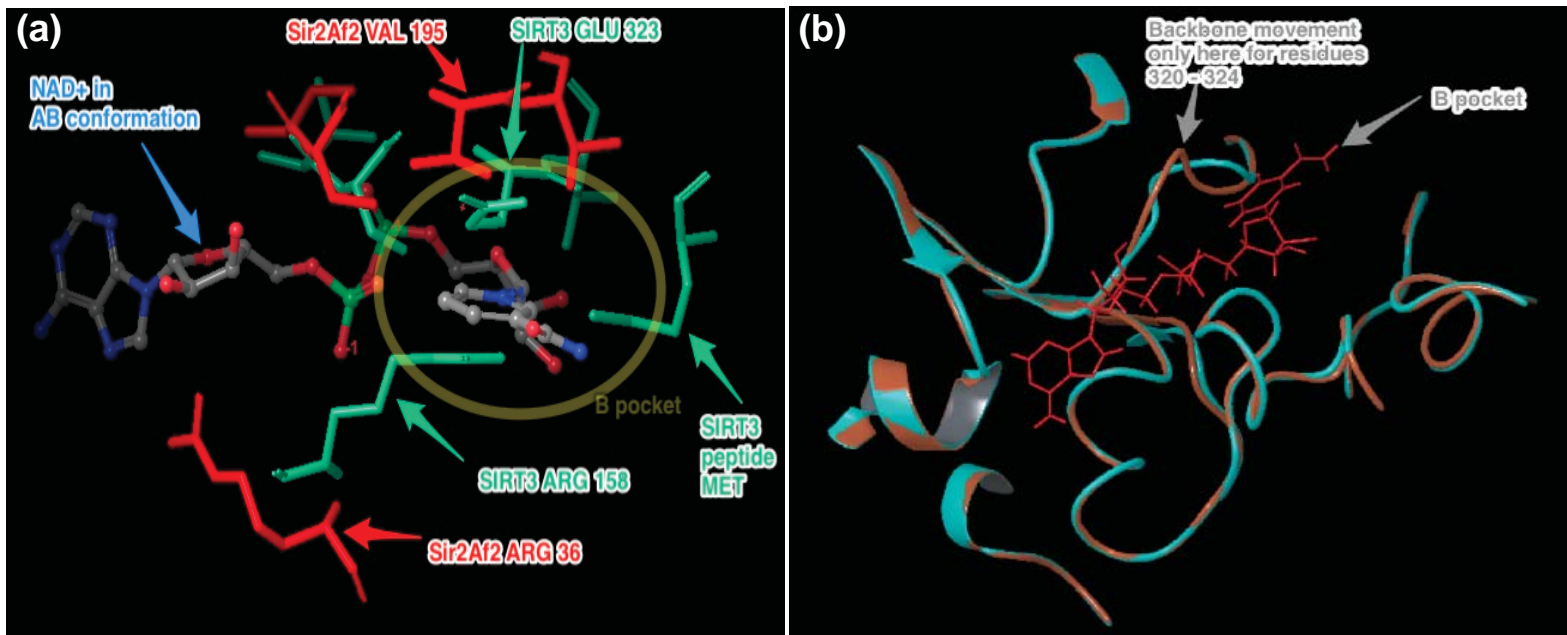 (a)
Sir2Af2 VAL 195
SIRT3 GLU 323
NAD+ in
AB conformation
-1
B pocket
SIRT3 ARG 158
SIRT3
peptide
MET
Sir2Af2 ARG 36
(b)
Backbone movement
only here for residues
320 - 324
B pocket